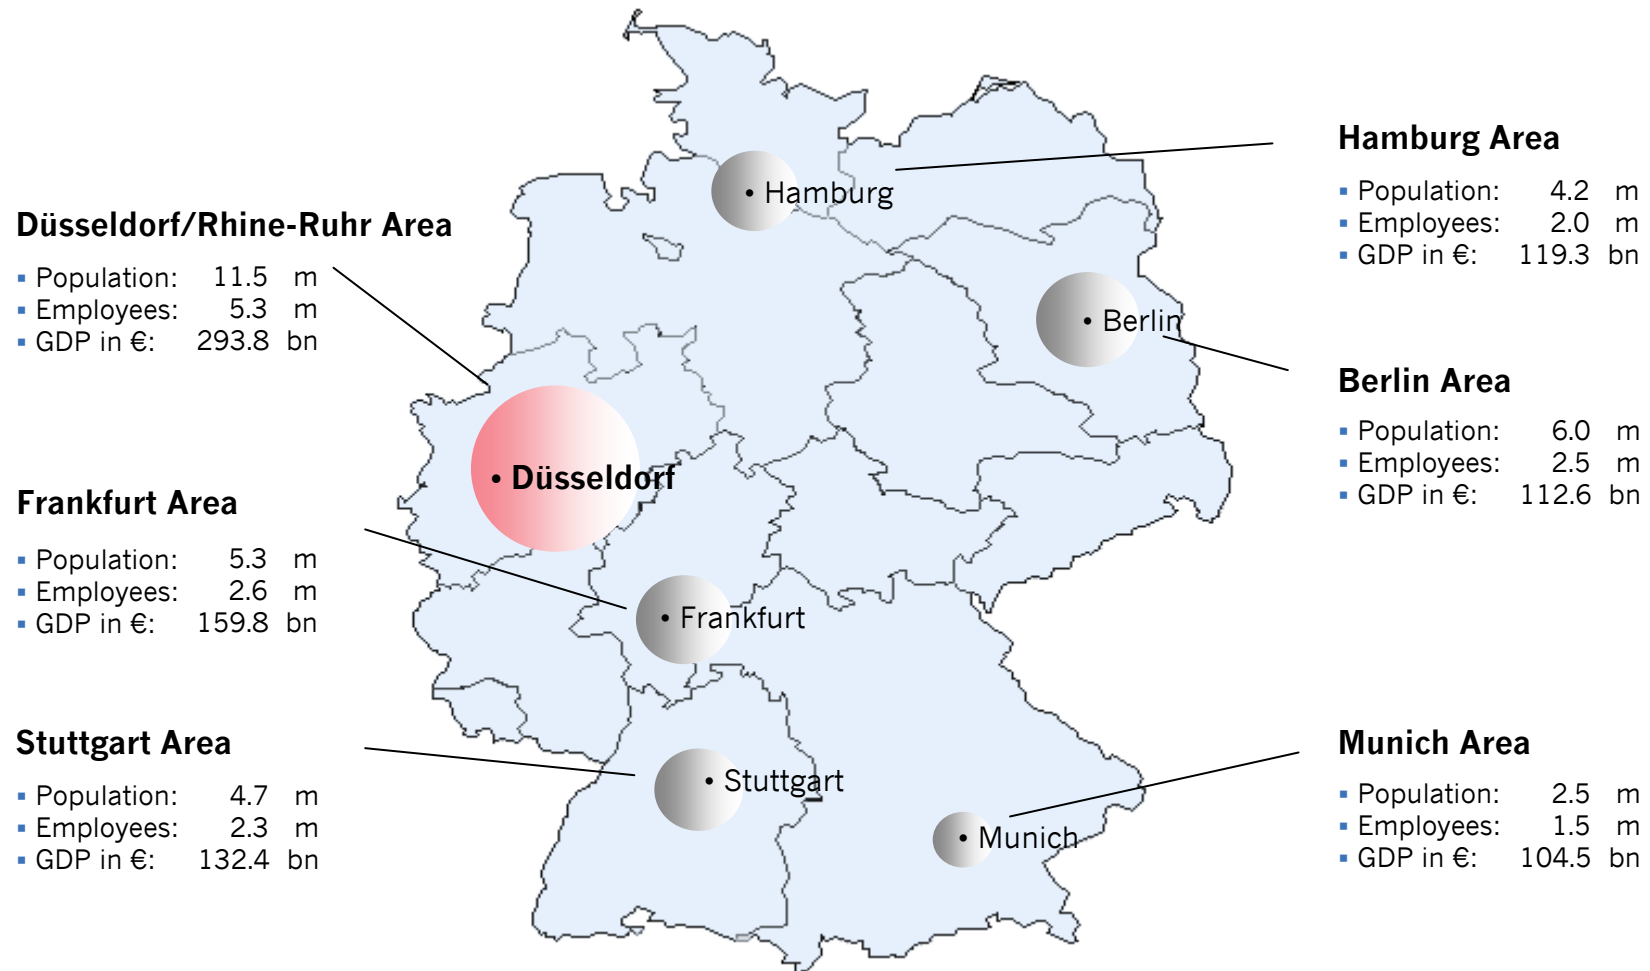 Düsseldorf/Rhine-Ruhr Area
▪ Population: 11.5 m
▪ Employees: 5.3 m
▪ GDP in €: 293.8 bn
Frankfurt Area
▪ Population: 5.3 m
▪ Employees: 2.6 m
▪ GDP in €: 159.8 bn
Stuttgart Area
▪ Population: 4.7 m
▪ Employees: 2.3 m
▪ GDP in €: 132.4 bn
• Hamburg
• Berlin
• Düsseldorf
• Frankfurt
• Stuttgart
• Munich
Hamburg Area
▪ Population: 4.2 m
▪ Employees: 2.0 m
▪ GDP in €: 119.3 bn
Berlin Area
▪ Population: 6.0 m
▪ Employees: 2.5 m
▪ GDP in €: 112.6 bn
Munich Area
▪ Population: 2.5 m
▪ Employees: 1.5 m
▪ GDP in €: 104.5 bn